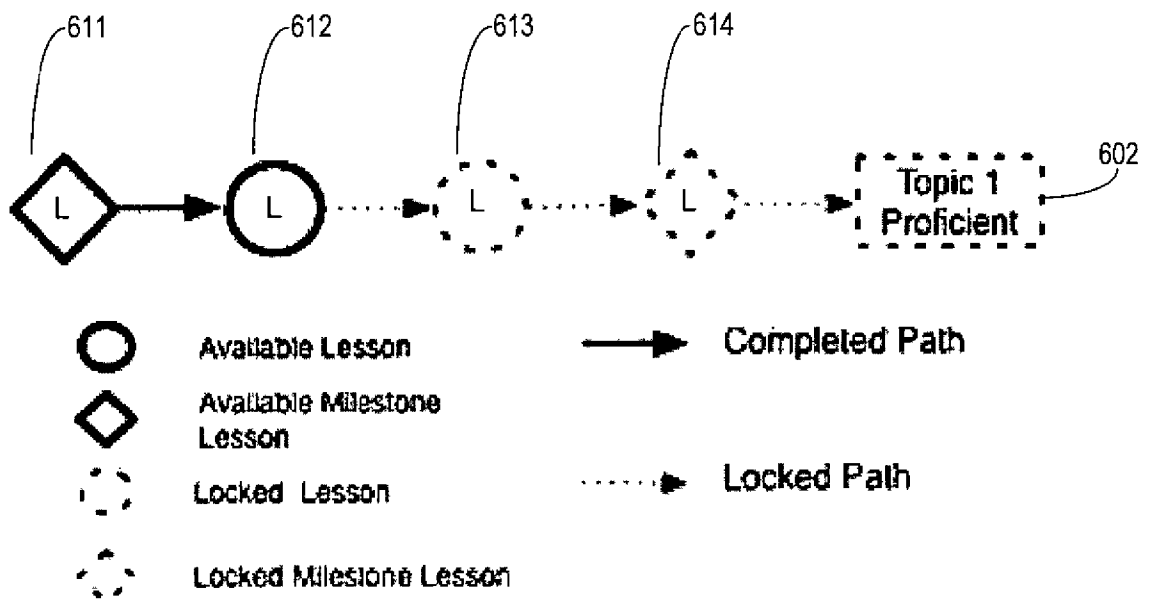 611
612
613
614
602
L
L
L
L
Topic 1
Proficient
Available Lesson
Completed Path
Available Milestone
Lesson
Locked Lesson
Locked Path
Locked Milestone Lesson